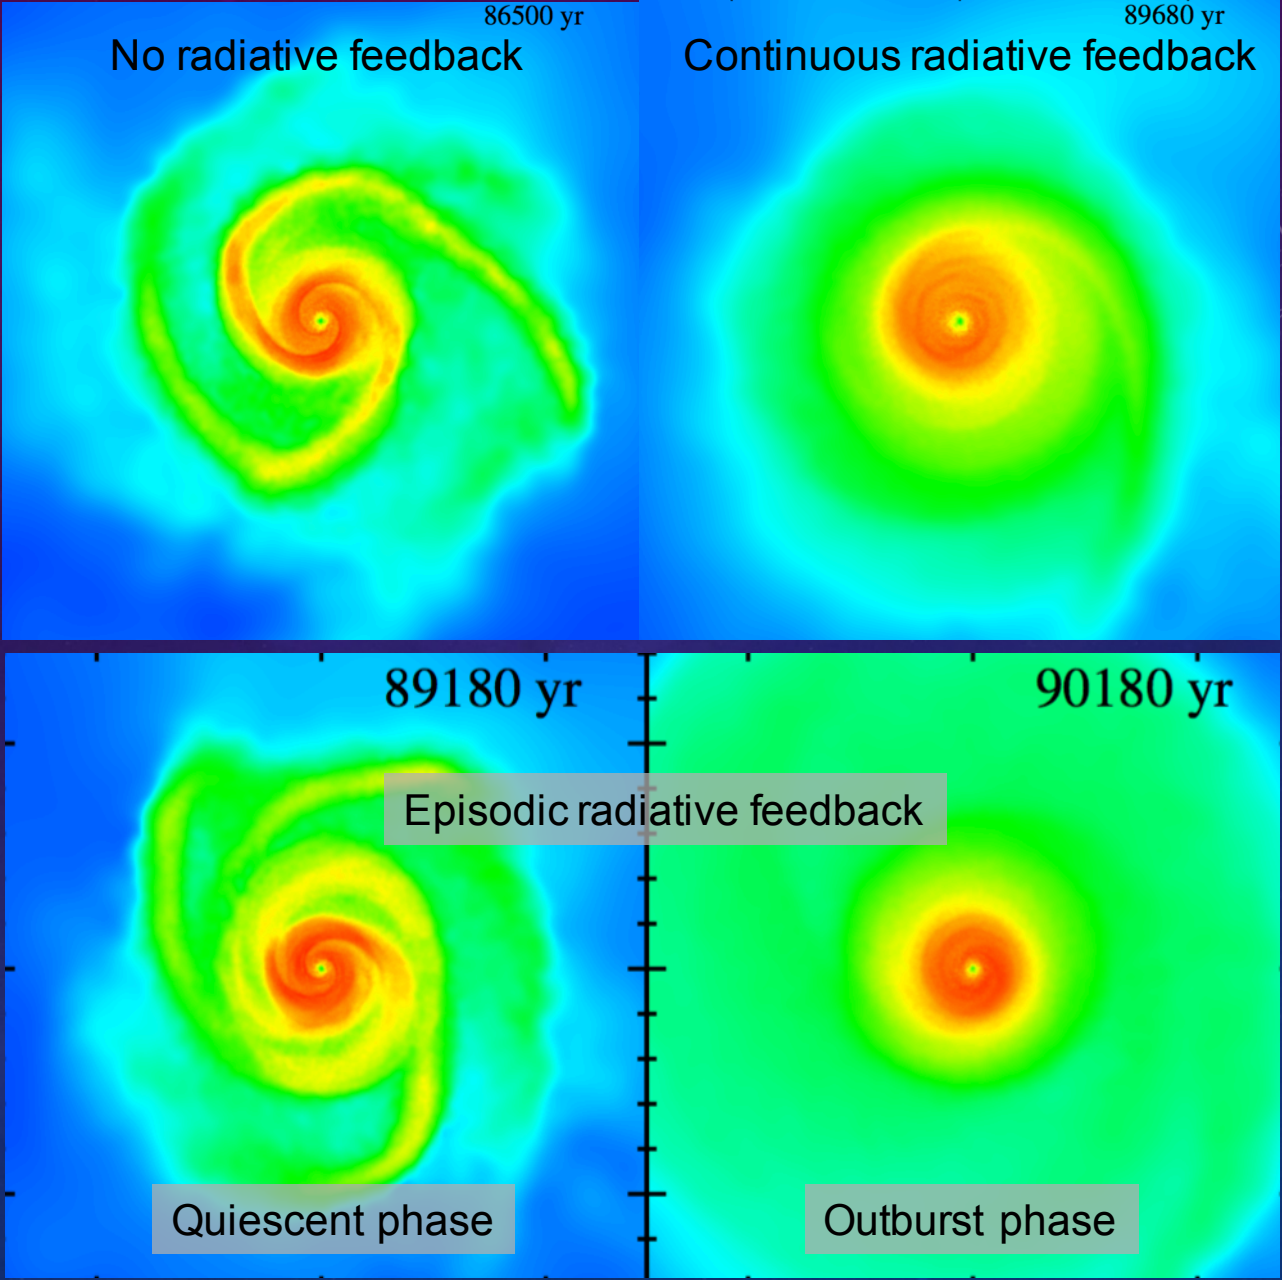 86500 yr
No radiative feedback
89680 yr
Continuous radiative feedback
89180 yr
90180 yr
Episodic radiative feedback
Quiescent phase
Outburst phase